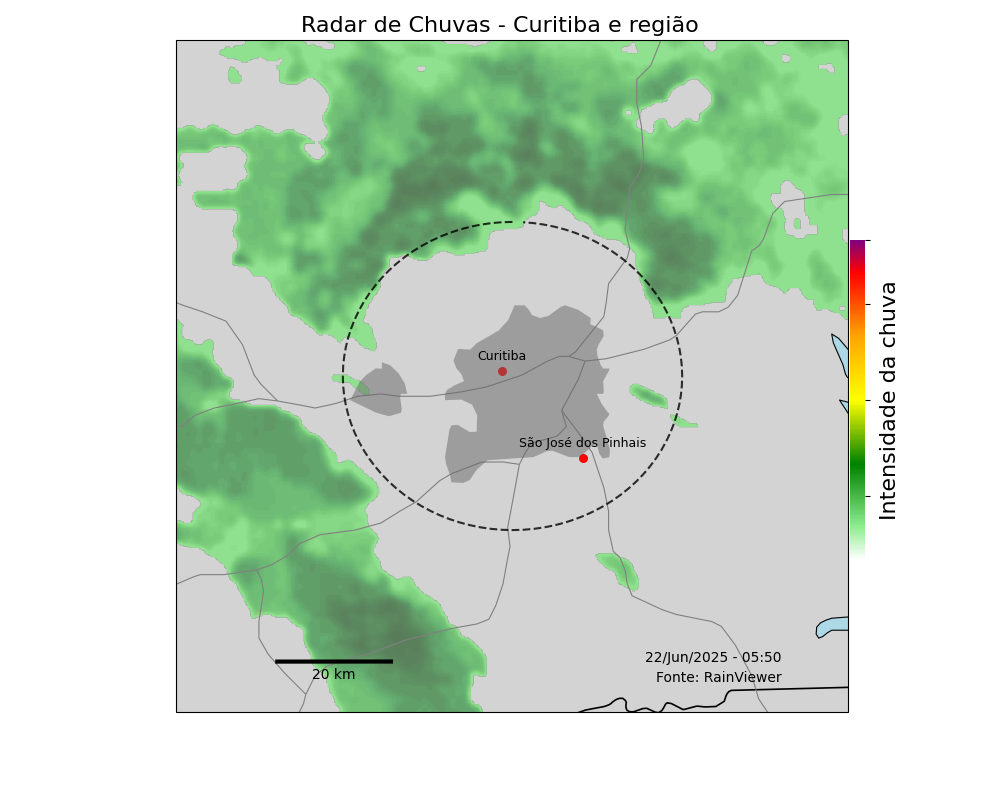 Radar de Chuvas - Curitiba e região
Curitiba
São José dos Pinhais
Intensidade da chuva
22/Jun/2025 - 05:50
20 km
Fonte: RainViewer